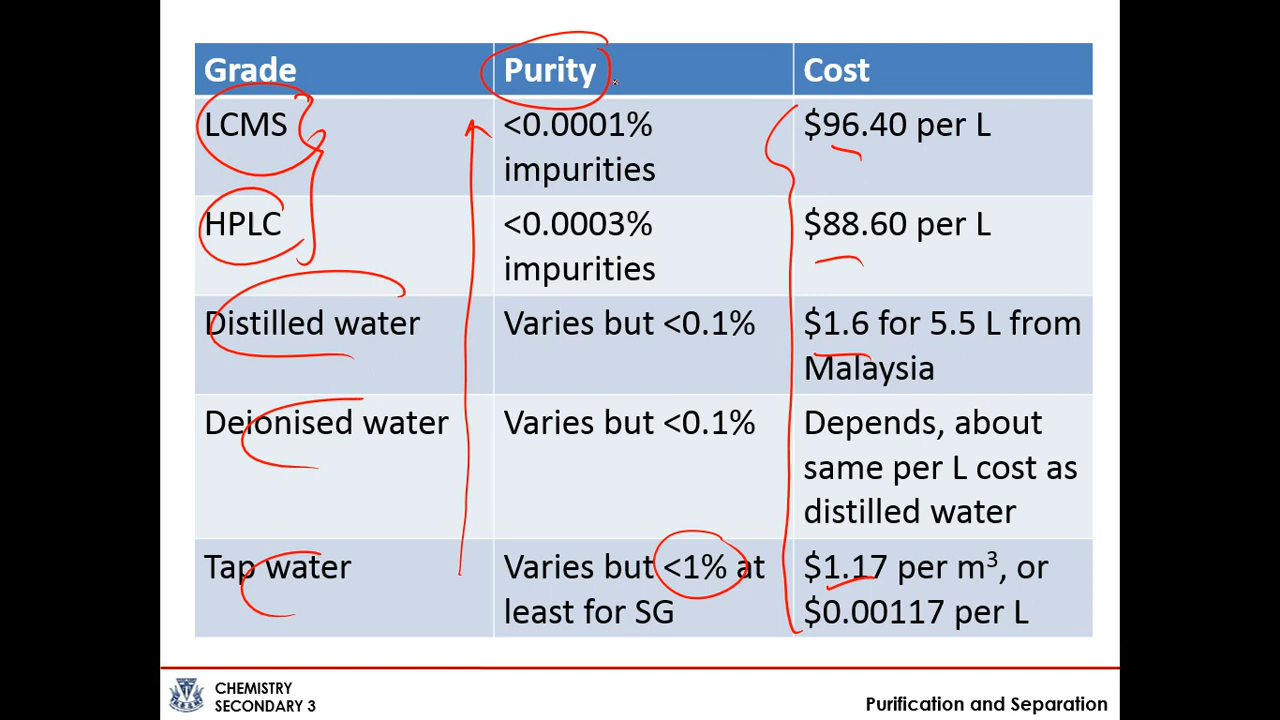 Grade Purity Cost
LCMS <0.0001% $96.40 per L
impurities
HPLC <0.0003% $88.60 per L
impurities
Distilled water Varies but <0.1% $1.6 for 5.5 L from
Malaysia
Deionised water Varies but <0.1% Depends, about
same per L cost as
distilled water
Tap water Varies but <1% at $1.17 per m³, or
least for SG $0.00117 per L
CHEMISTRY
SECONDARY 3
Purification and Separation